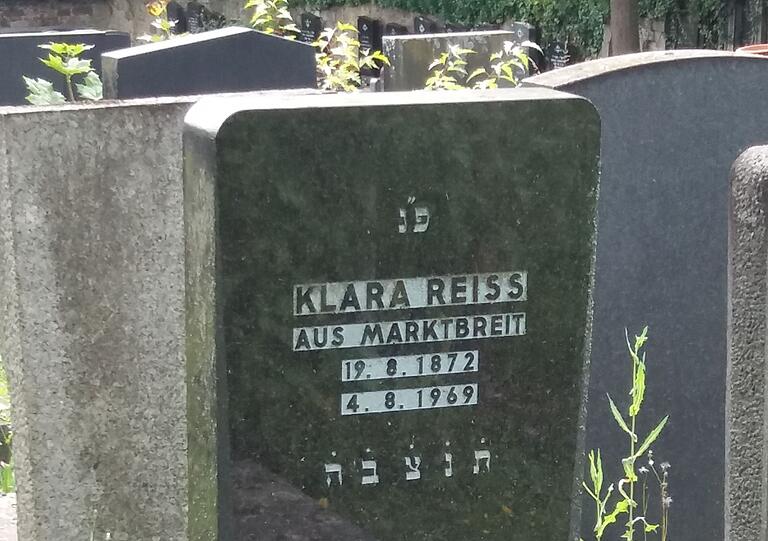 פ״נ
KLARA REISS
AUS MARKTBREIT
19. 8. 1872
4. 8. 1969
ת̇ נ̇ צ̇ ב̇ ה̇